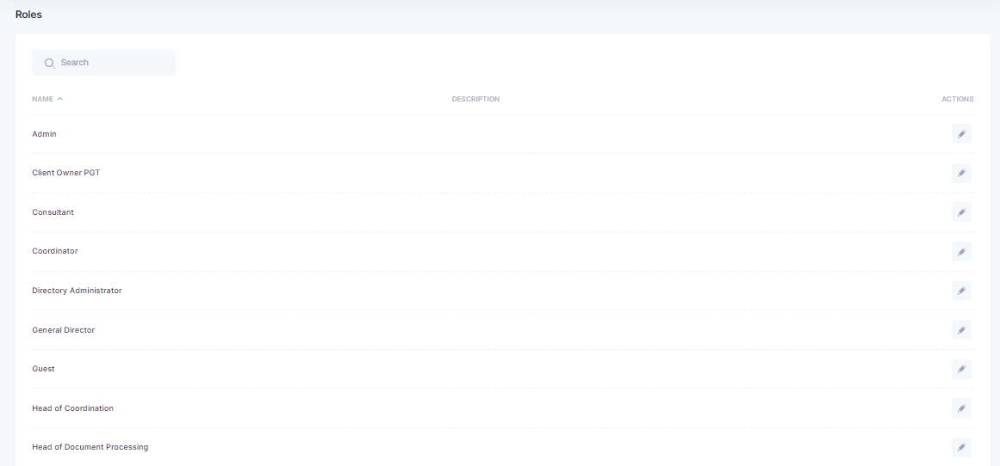 Roles
Search
NAME DESCRIPTION ACTIONS
Admin
Client Owner PGT
Consultant
Coordinator
Directory Administrator
General Director
Guest
Head of Coordination
Head of Document Processing